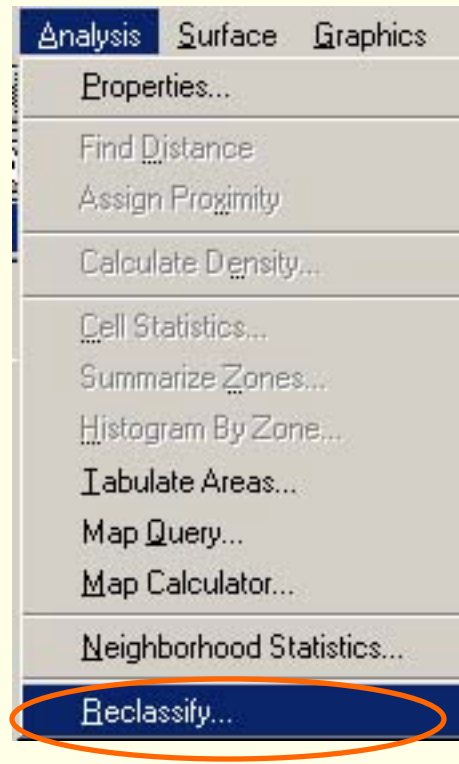 Analysis Surface Graphics
Properties...
Find Distance
Assign Proximity
Calculate Density...
Cell Statistics...
Summarize Zones...
Histogram By Zone...
Tabulate Areas...
Map Query...
Map Calculator...
Neighborhood Statistics...
Reclassify...